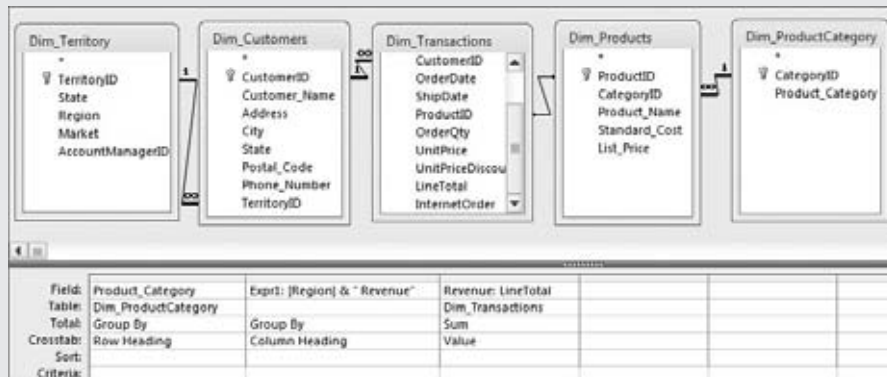 Dim_Territory
*
TerritoryID
State
Region
Market
AccountManagerID
1
∞
Dim_Customers
*
CustomerID
Customer_Name
Address
City
State
Postal_Code
Phone_Number
TerritoryID
∞
1
Dim_Transactions
CustomerID
OrderDate
ShipDate
ProductID
OrderQty
UnitPrice
UnitPriceDiscou
LineTotal
InternetOrder
Dim_Products
*
ProductID
CategoryID
Product_Name
Standard_Cost
List_Price
1
∞
Dim_ProductCategory
*
CategoryID
Product_Category
Field: Product_Category Expr1: [Region] & " Revenue" Revenue: LineTotal
Table: Dim_ProductCategory Dim_Transactions
Total: Group By Group By Sum
Crosstab: Row Heading Column Heading Value
Sort:
Criteria: